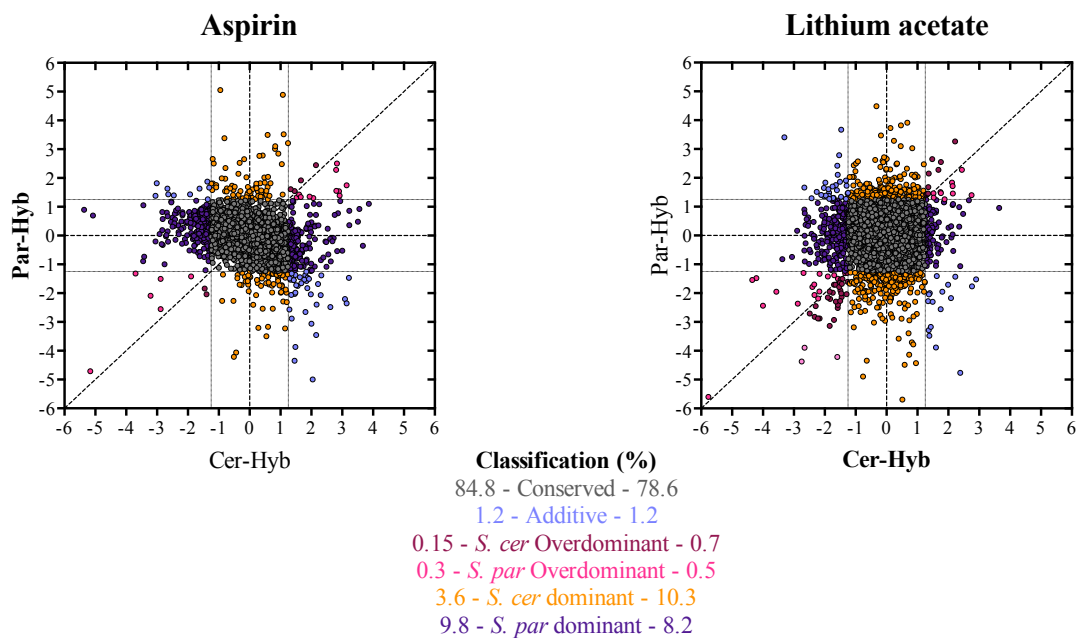 Aspirin
Lithium acetate
6
5
4
3
2
1
0
-1
-2
-3
-4
-5
-6
Par-Hyb
-6 -5 -4 -3 -2 -1 0 1 2 3 4 5 6
Cer-Hyb
6
5
4
3
2
1
0
-1
-2
-3
-4
-5
-6
Par-Hyb
-6 -5 -4 -3 -2 -1 0 1 2 3 4 5 6
Cer-Hyb
Classification (%)
84.8 - Conserved - 78.6
1.2 - Additive - 1.2
0.15 - S. cer Overdominant - 0.7
0.3 - S. par Overdominant - 0.5
3.6 - S. cer dominant - 10.3
9.8 - S. par dominant - 8.2